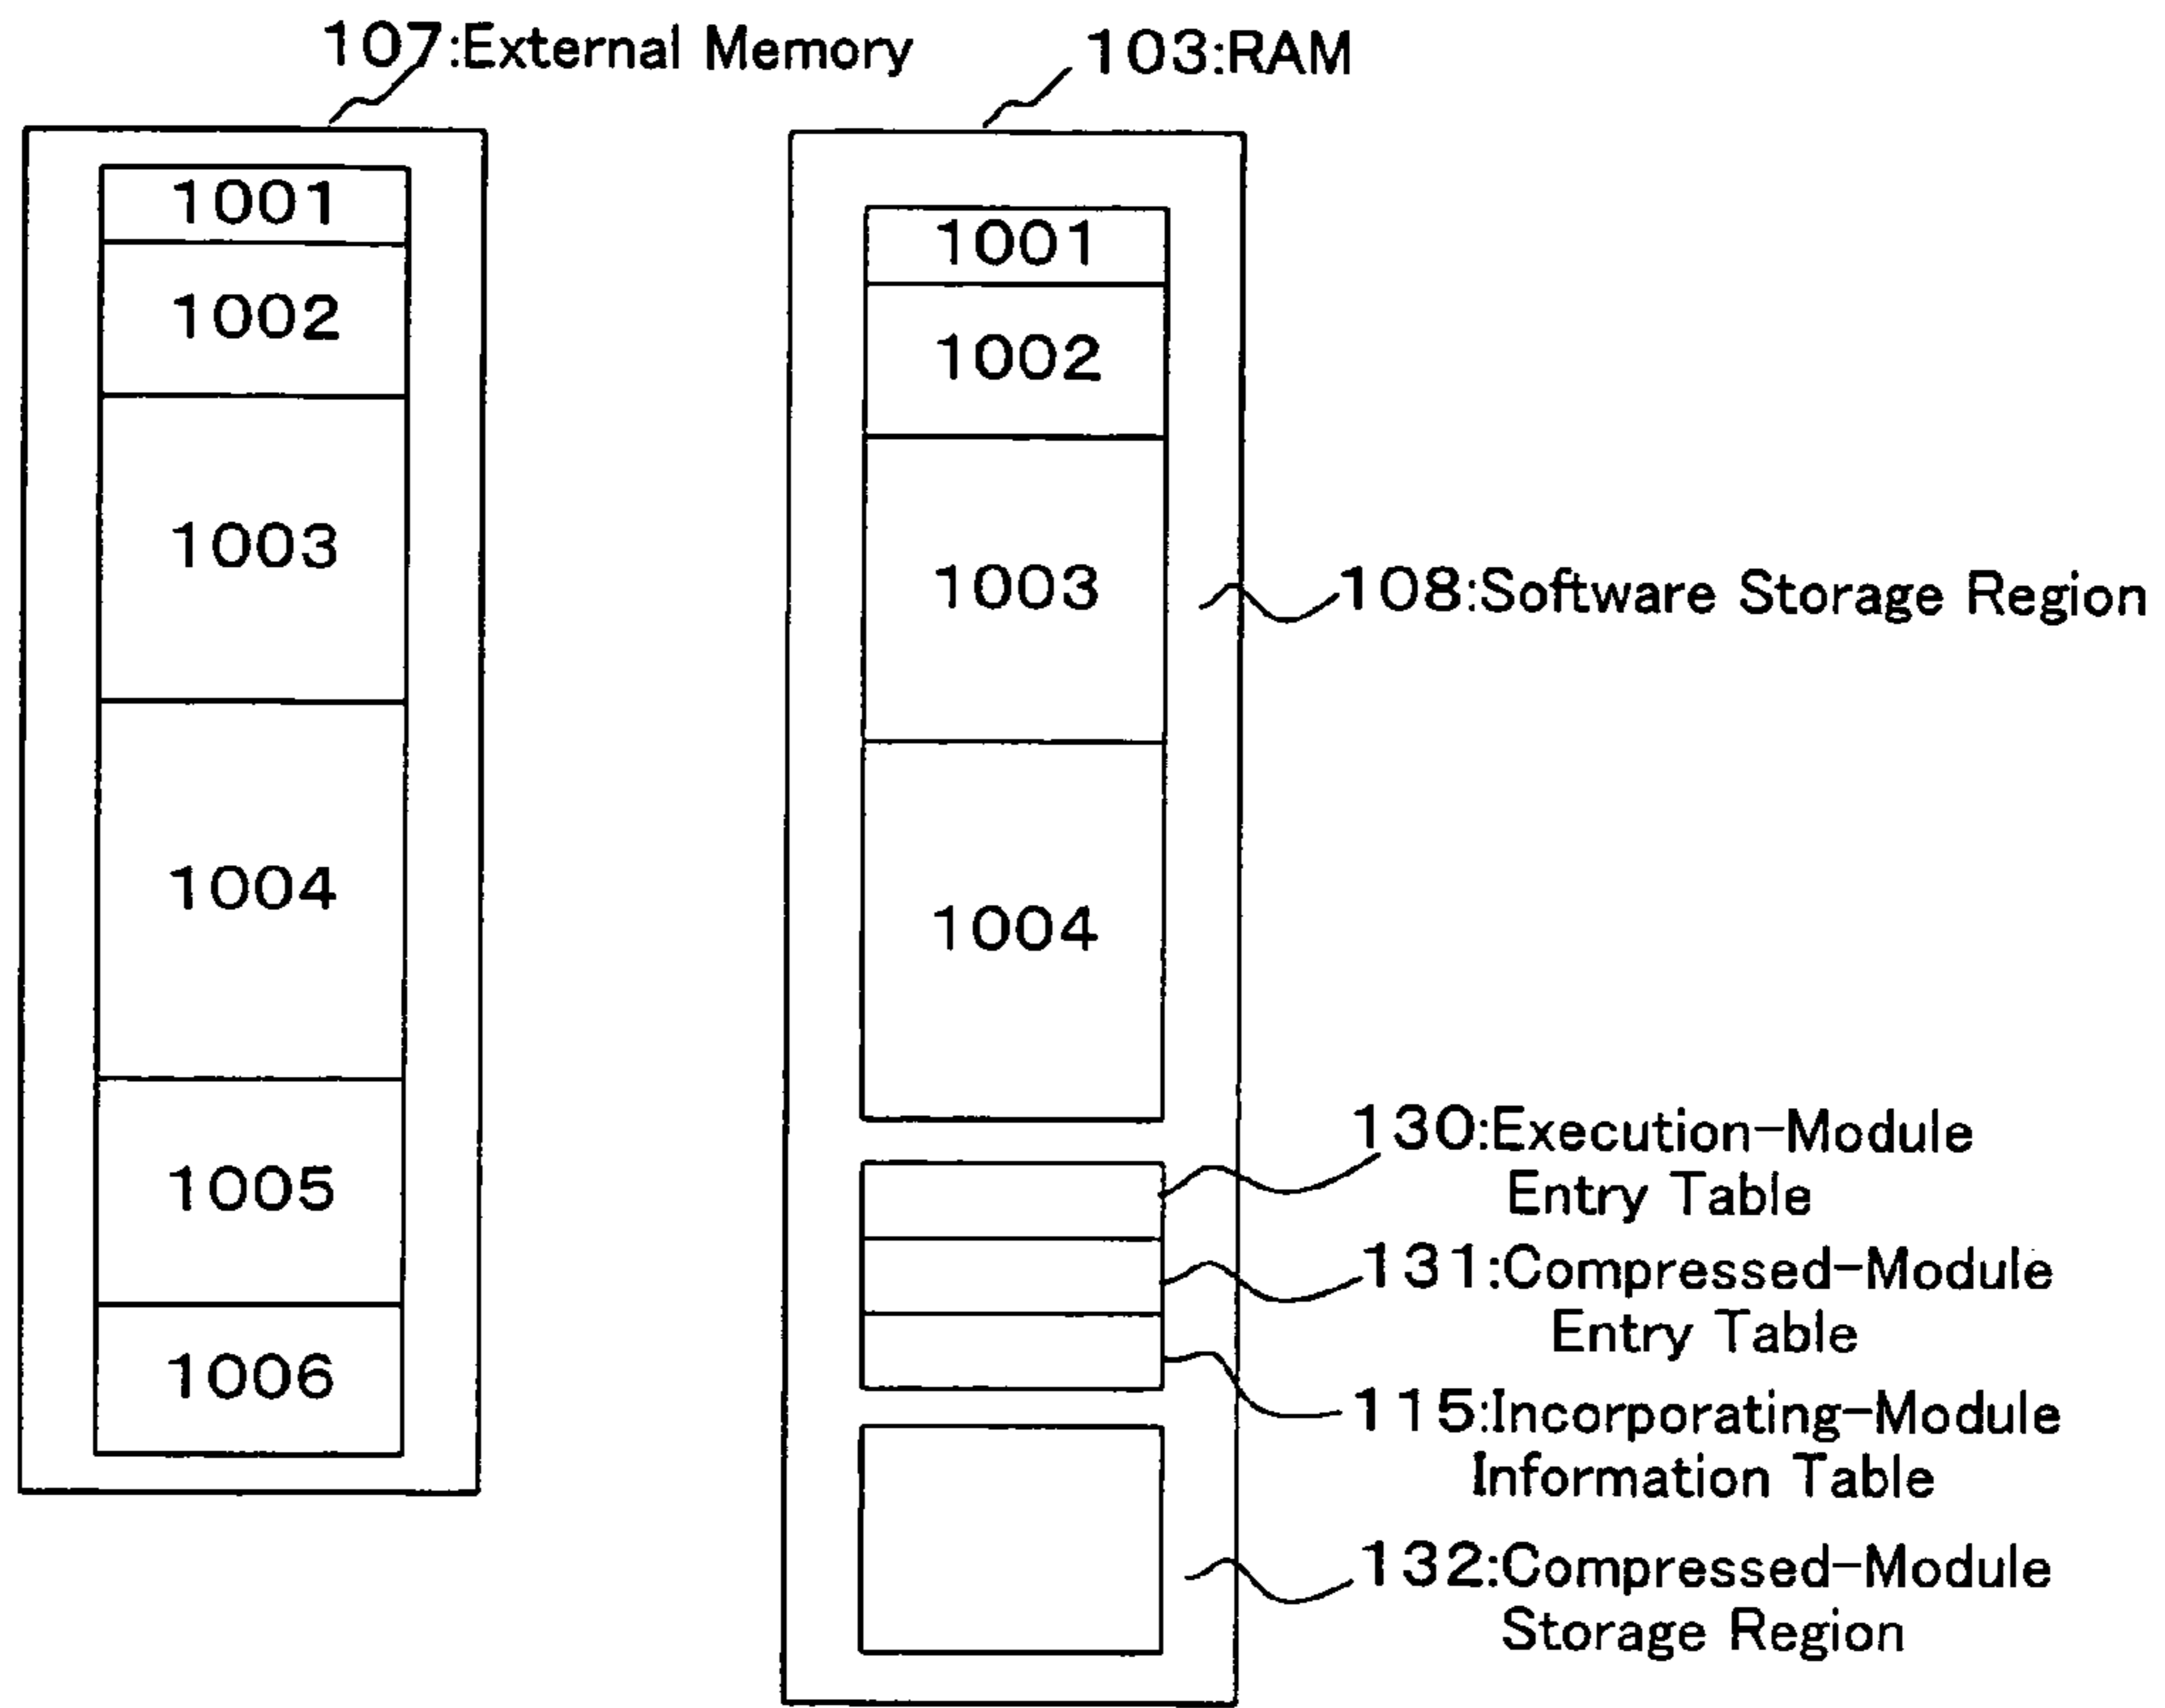 107:External Memory
1001
1002
1003
1004
1005
1006
103:RAM
1001
1002
1003
1004
108:Software Storage Region
130:Execution-Module
Entry Table
131:Compressed-Module
Entry Table
115:Incorporating-Module
Information Table
132:Compressed-Module
Storage Region